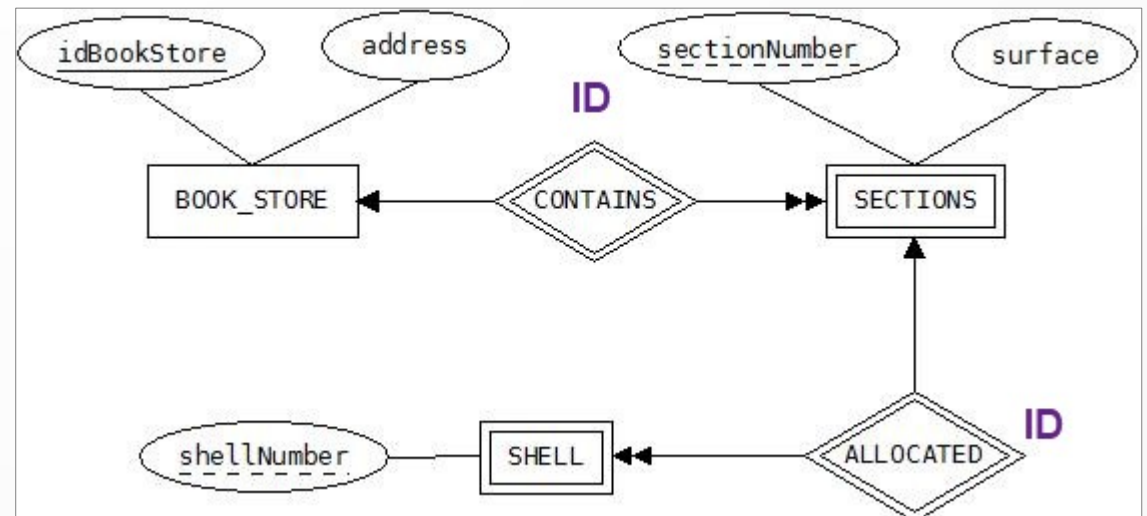 idBookStore address sectionNumber surface
ID
BOOK_STORE CONTAINS SECTIONS
shellNumber SHELL ALLOCATED ID